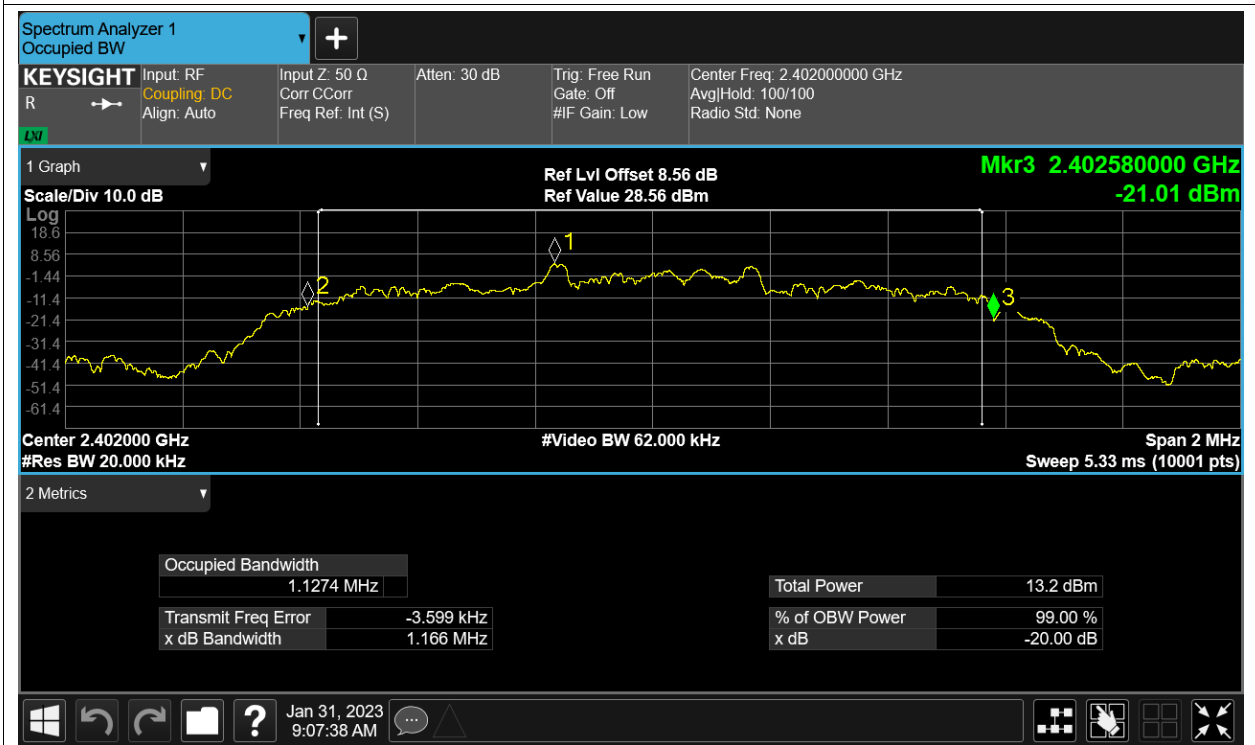 Spectrum Analyzer 1
Occupied BW
+
KEYSIGHT Input: RF Input Z: 50 Ω Atten: 30 dB Trig: Free Run Center Freq: 2.402000000 GHz
R Coupling: DC Corr CCorr Gate: Off Avg|Hold: 100/100
Align: Auto Freq Ref: Int (S) #IF Gain: Low Radio Std: None
LXI
1 Graph Ref Lvl Offset 8.56 dB Mkr3 2.402580000 GHz
Scale/Div 10.0 dB Ref Value 28.56 dBm -21.01 dBm
Log
18.6
8.56 1
-1.44
-11.4 2 3
-21.4
-31.4
-41.4
-51.4
-61.4
Center 2.402000 GHz #Video BW 62.000 kHz Span 2 MHz
#Res BW 20.000 kHz Sweep 5.33 ms (10001 pts)
2 Metrics
Occupied Bandwidth
1.1274 MHz Total Power 13.2 dBm
Transmit Freq Error -3.599 kHz % of OBW Power 99.00 %
x dB Bandwidth 1.166 MHz x dB -20.00 dB
? Jan 31, 2023
9:07:38 AM